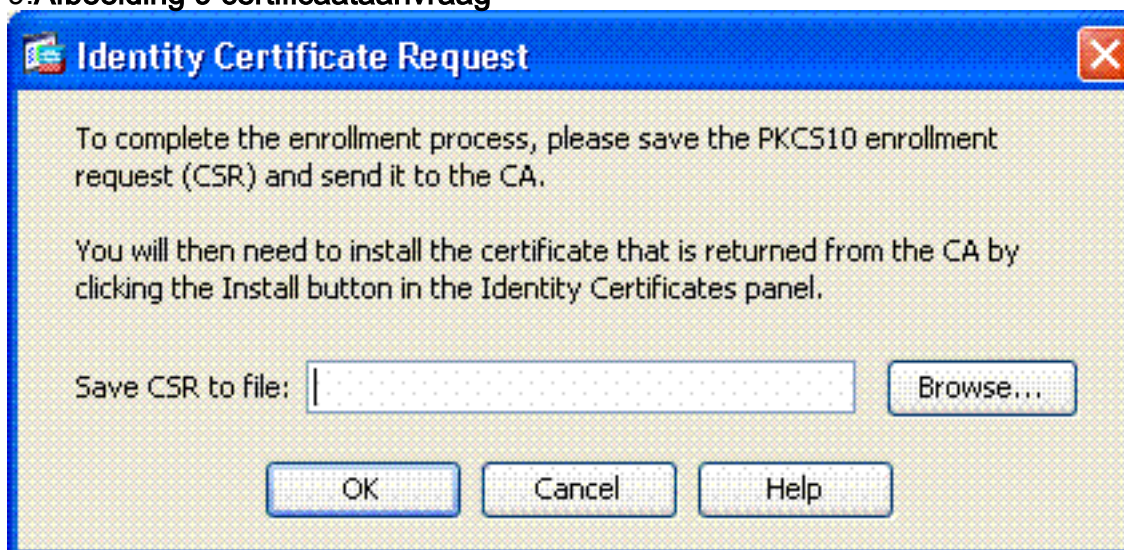 Identity Certificate Request
To complete the enrollment process, please save the PKCS10 enrollment
request (CSR) and send it to the CA.
You will then need to install the certificate that is returned from the CA by
clicking the Install button in the Identity Certificates panel.
Save CSR to file:
Browse...
OK
Cancel
Help